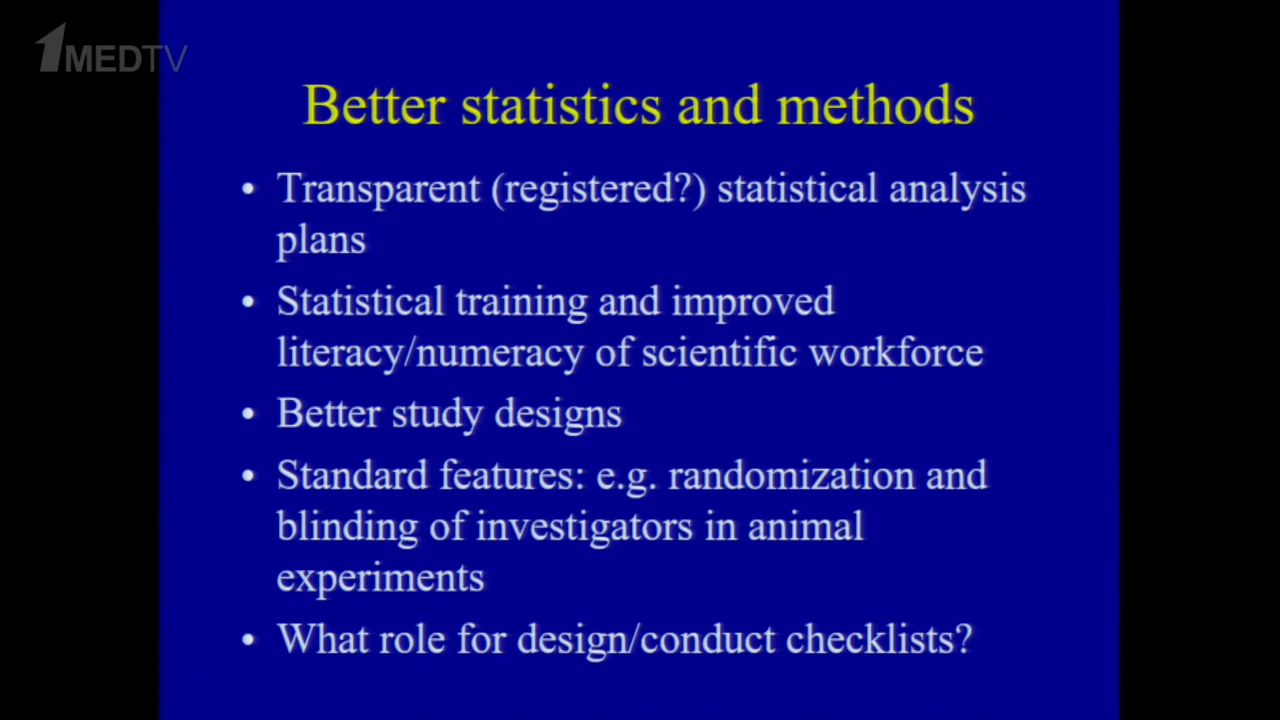 1MEDTV
Better statistics and methods
• Transparent (registered?) statistical analysis
plans
• Statistical training and improved
literacy/numeracy of scientific workforce
• Better study designs
• Standard features: e.g. randomization and
blinding of investigators in animal
experiments
• What role for design/conduct checklists?